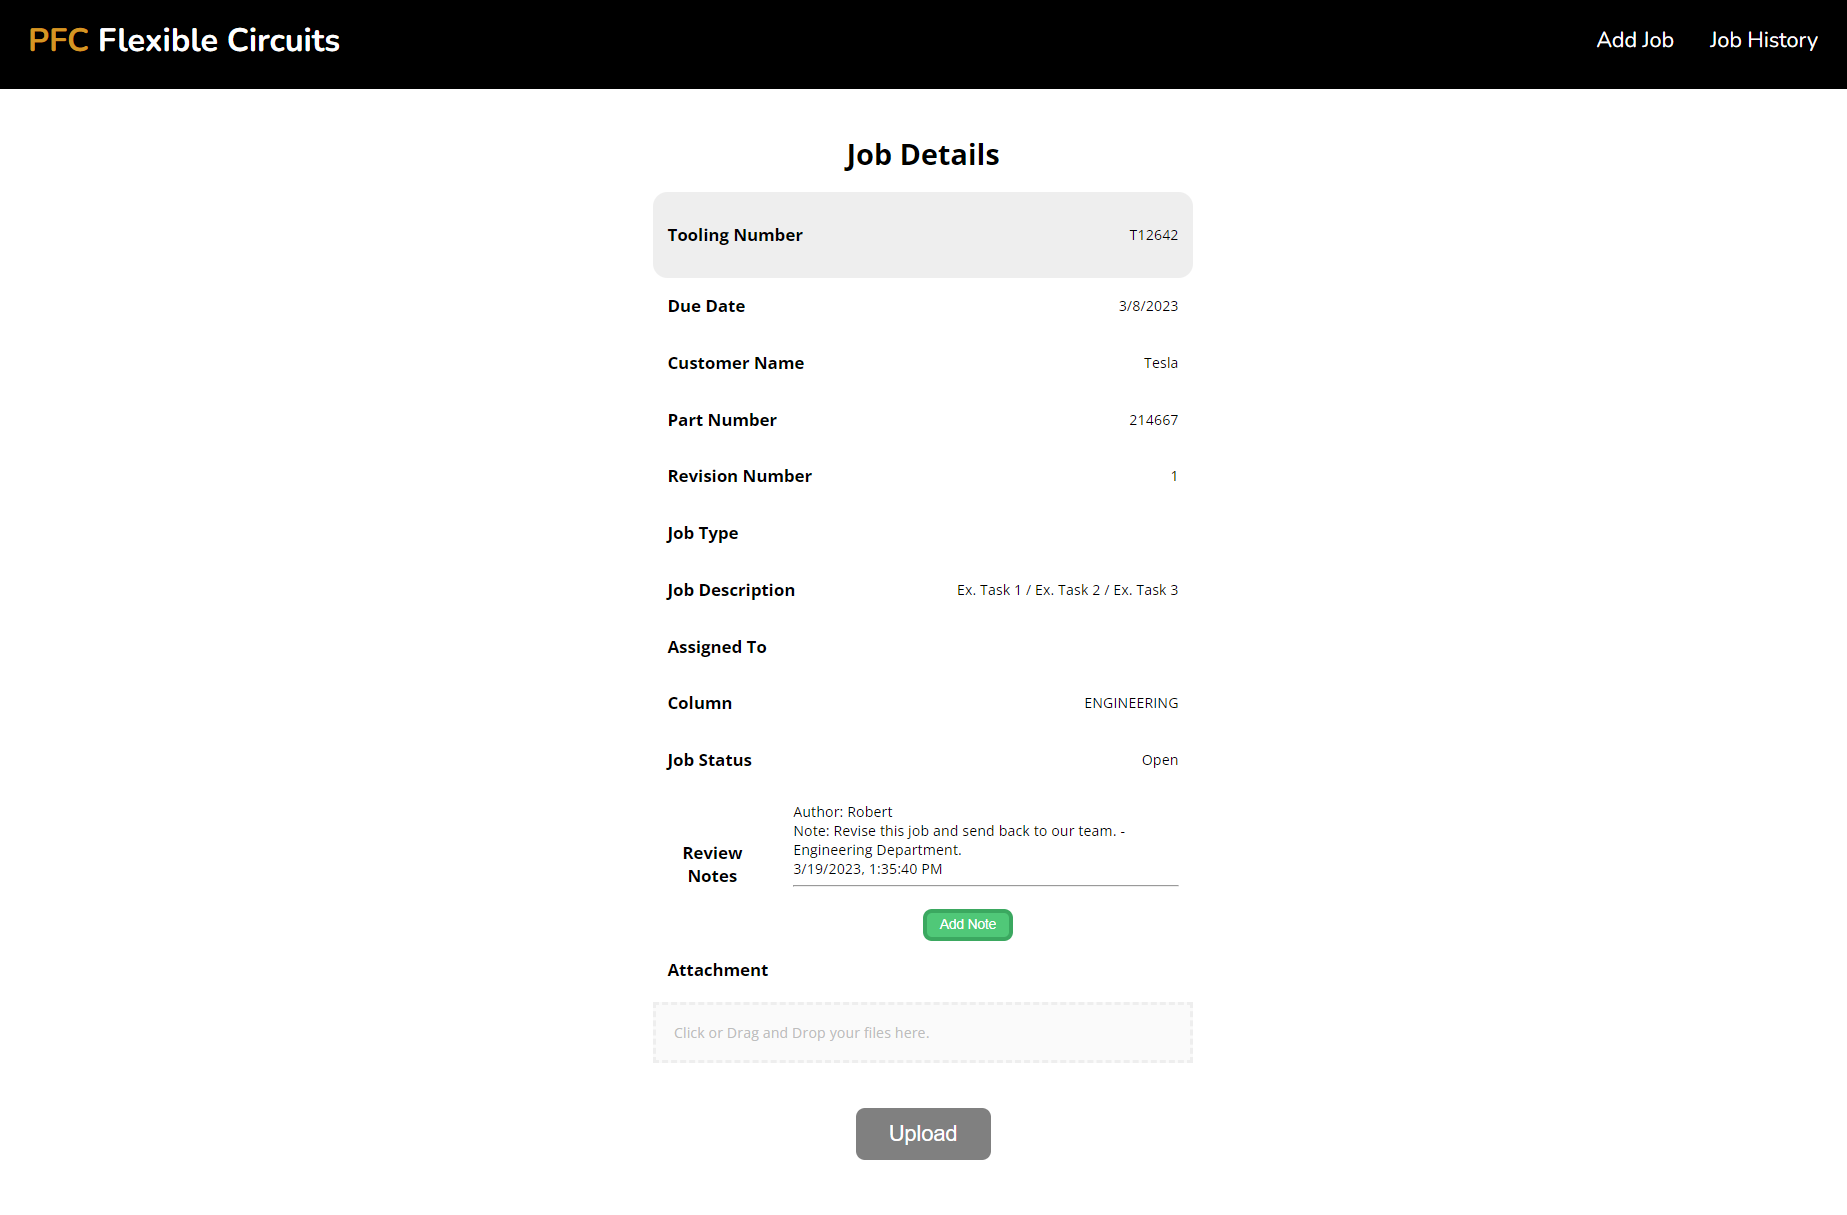 PFC Flexible Circuits
Add Job
Job History
Job Details
Tooling Number T12642
Due Date 3/8/2023
Customer Name Tesla
Part Number 214667
Revision Number 1
Job Type
Job Description Ex. Task 1 / Ex. Task 2 / Ex. Task 3
Assigned To
Column ENGINEERING
Job Status Open
Review
Notes
Author: Robert
Note: Revise this job and send back to our team. -
Engineering Department.
3/19/2023, 1:35:40 PM
Add Note
Attachment
Click or Drag and Drop your files here.
Upload